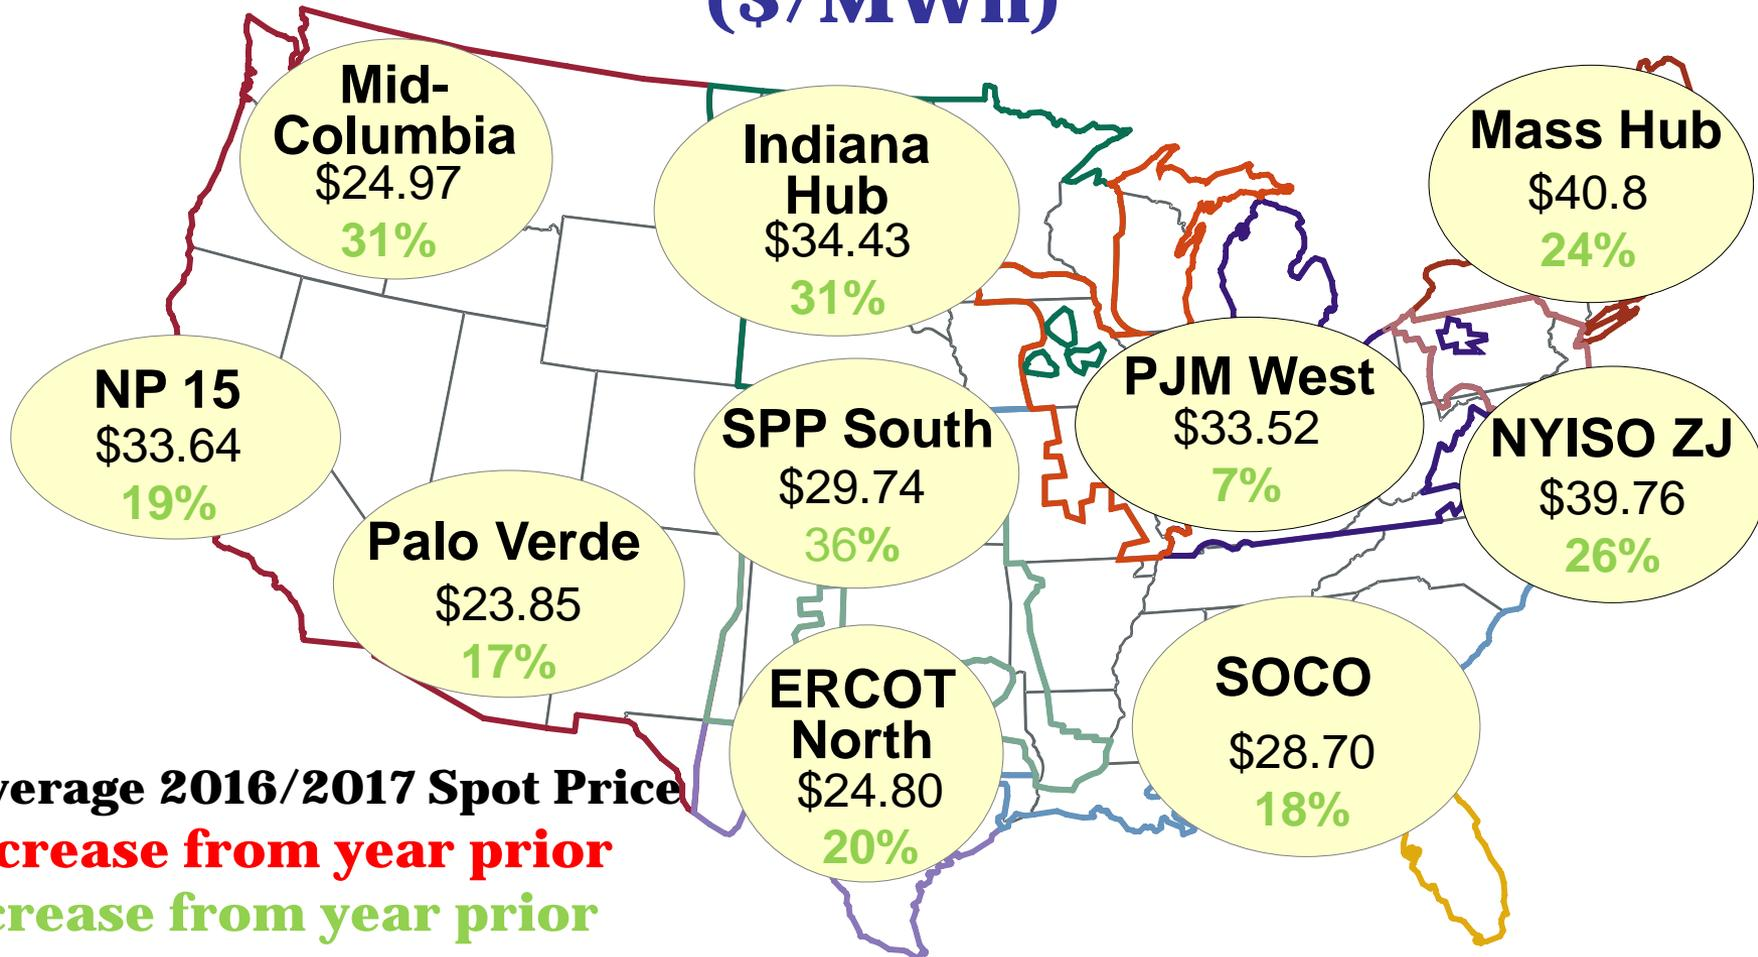 ($/MWh)
Mid-
Columbia
$24.97
31%
Indiana
Hub
$34.43
31%
Mass Hub
$40.8
24%
NP 15
$33.64
19%
PJM West
$33.52
7%
SPP South
$29.74
36%
NYISO ZJ
$39.76
26%
Palo Verde
$23.85
17%
ERCOT
North
$24.80
20%
SOCO
$28.70
18%
verage 2016/2017 Spot Price
crease from year prior
crease from year prior